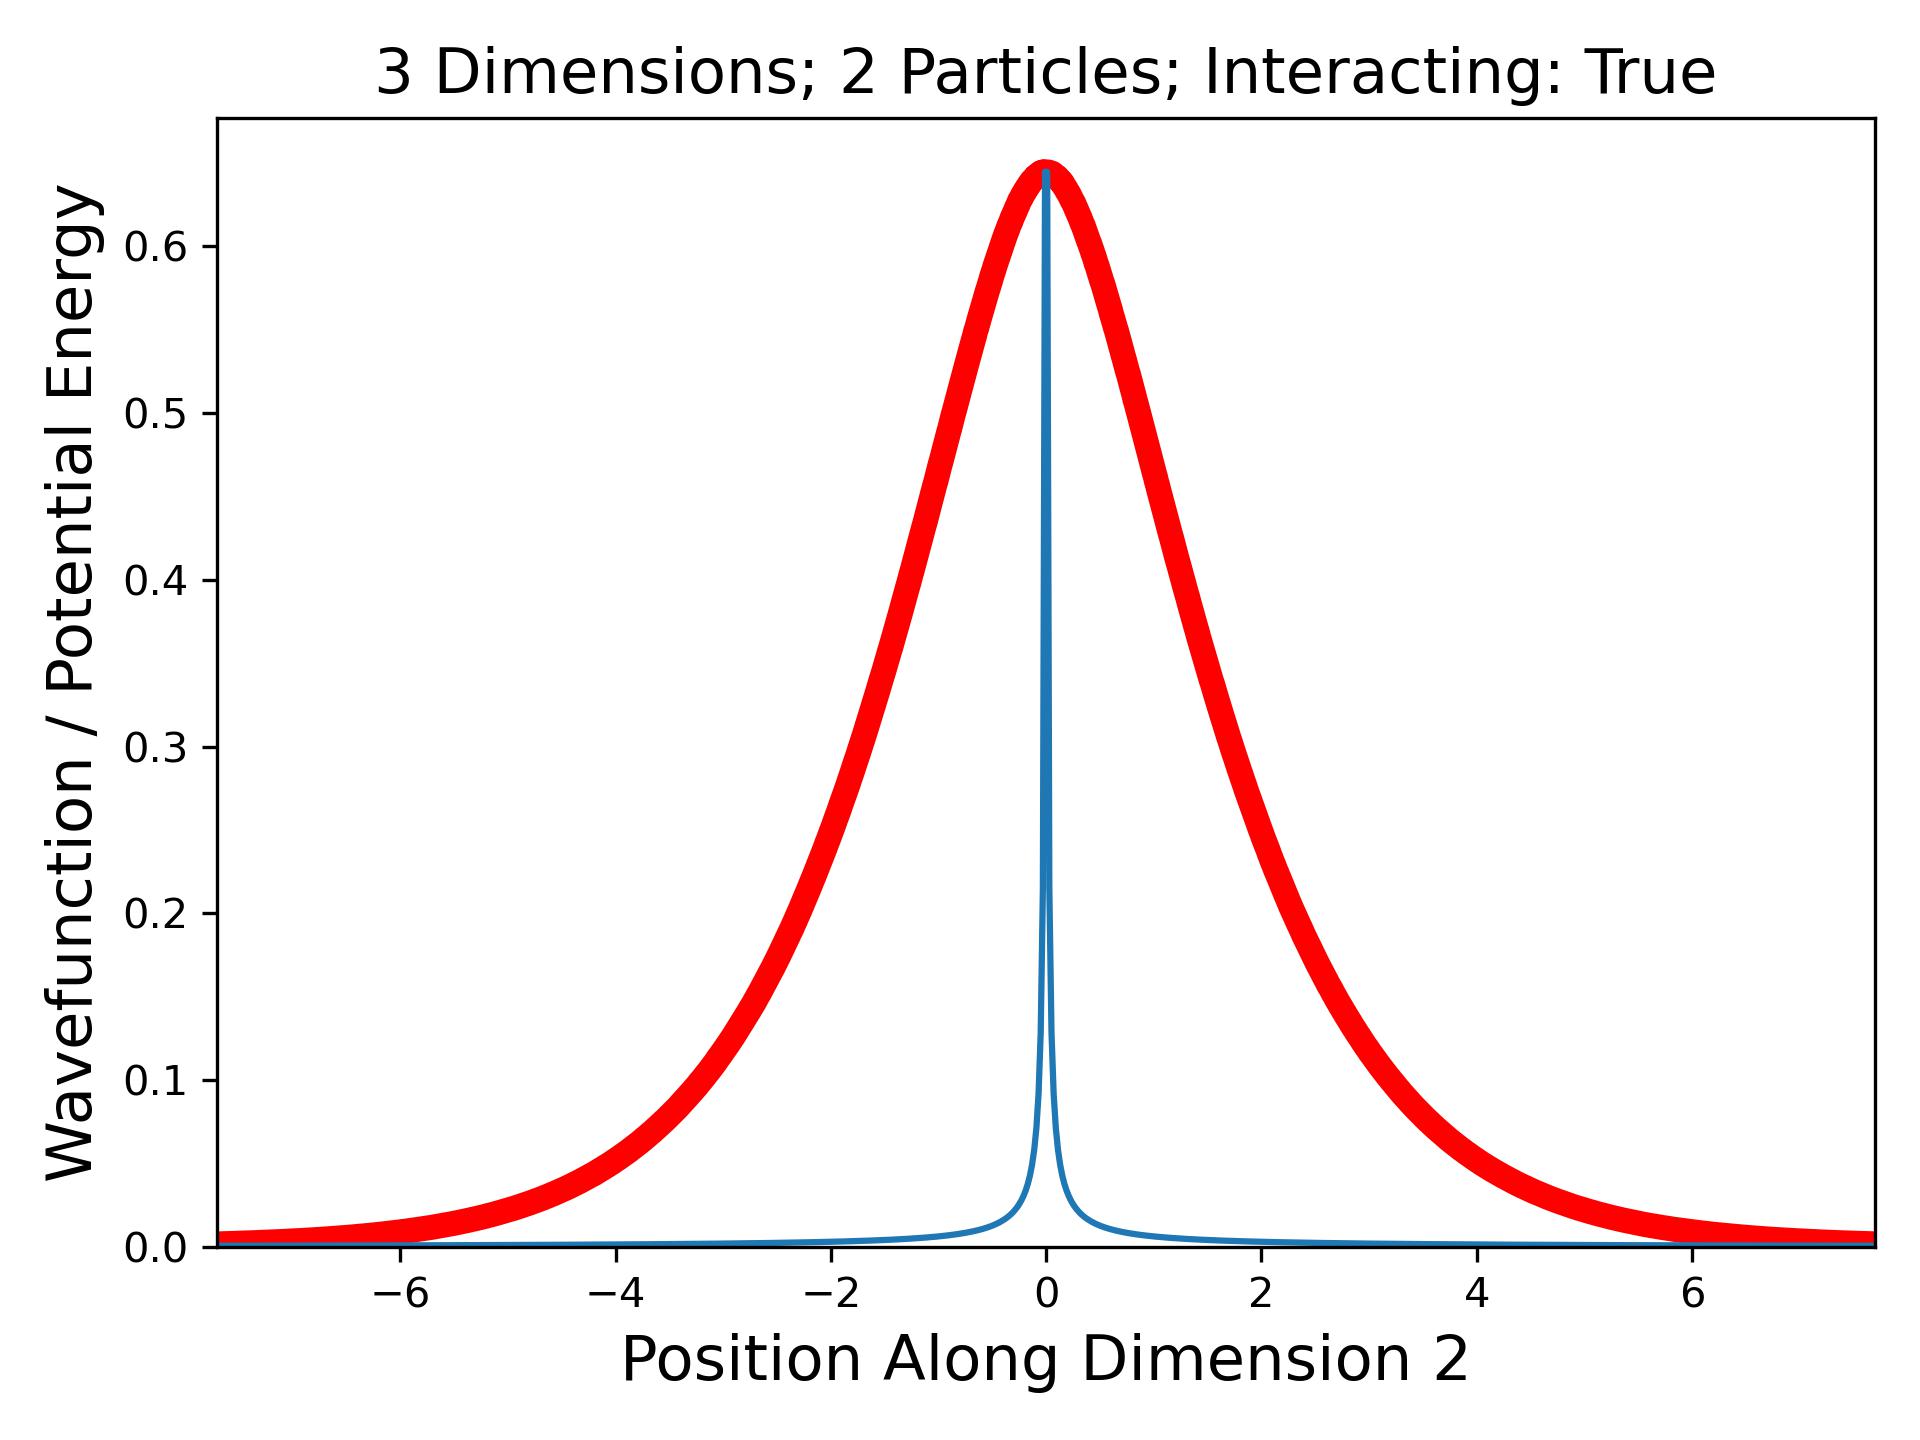 3 Dimensions; 2 Particles; Interacting: True
Wavefunction / Potential Energy
0.6
0.5
0.4
0.3
0.2
0.1
0.0
−6 −4 −2 0 2 4 6
Position Along Dimension 2